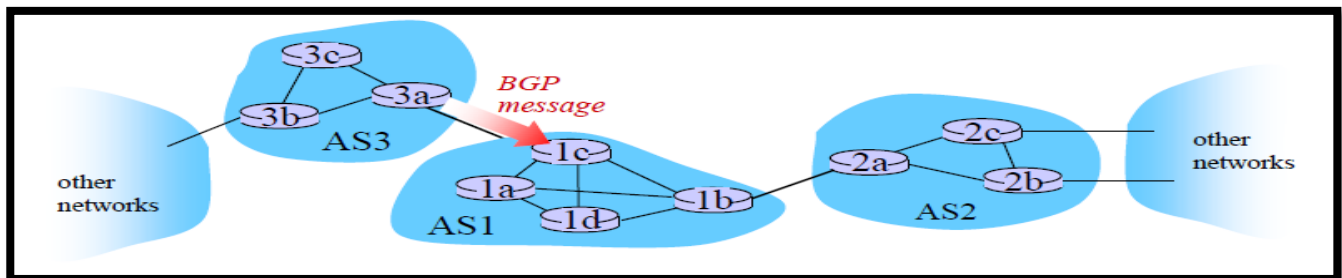 3c
BGP
message
3a
3b
AS3
1c
2c
other
networks
2a
1a
2b
other
networks
1b
1d
AS2
AS1